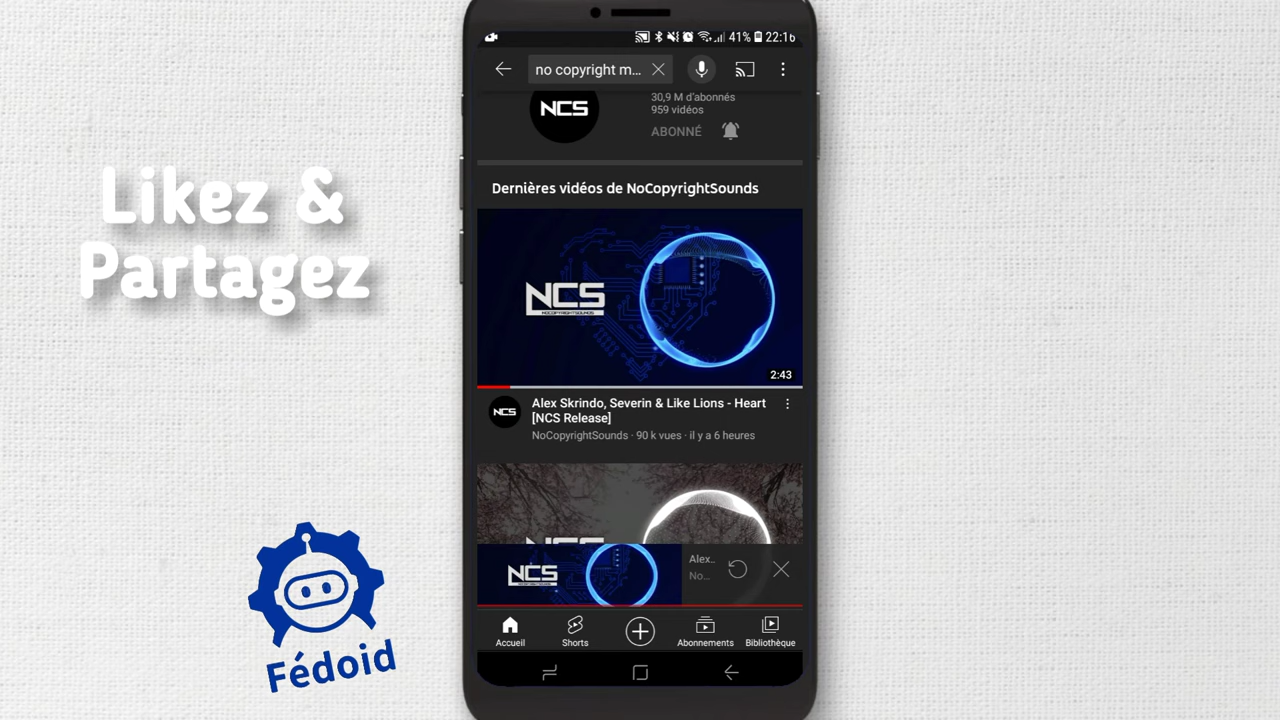 41% 22:16
no copyright m...
NCS
30,9 M d'abonnés
959 vidéos
ABONNÉ
Dernières vidéos de NoCopyrightSounds
NCS
NOCOPYRIGHTSOUNDS
2:43
NCS
Alex Skrindo, Severin & Like Lions - Heart
[NCS Release]
NoCopyrightSounds · 90 k vues · il y a 6 heures
NCS
Alex..
No...
Accueil
Shorts
Abonnements
Bibliothèque
Likez &
Partagez
Fédoid